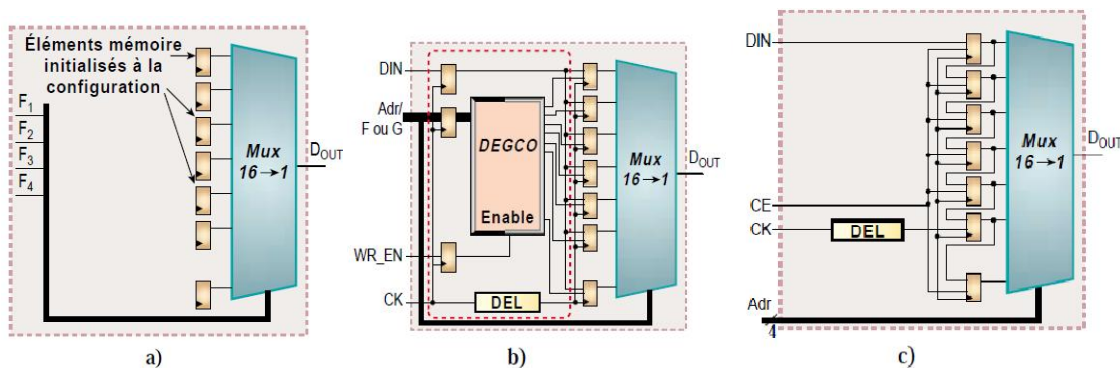 Éléments mémoire
initialisés à la
configuration
F1
F2
F3
F4
Mux
16→1
DOUT
a)
DIN
Adr/
F ou G
DEGCO
Enable
WR_EN
CK
DEL
Mux
16→1
DOUT
b)
DIN
CE
CK
DEL
Adr
4
Mux
16→1
DOUT
c)